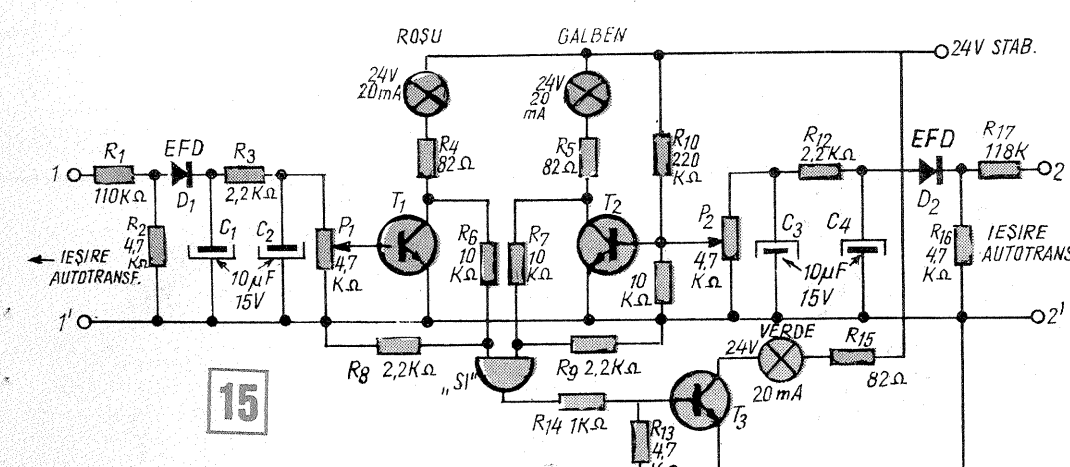 ROȘU
GALBEN
24V STAB.
24V
20mA
24V
20
mA
R4
82Ω
R5
82Ω
R10
220
KΩ
R12
2,2KΩ
EFD
D2
R17
118K
2
1
R1
110KΩ
EFD
D1
R3
2,2KΩ
R2
4,7
KΩ
C1
C2
10µF
15V
P1
4,7
KΩ
T1
R6
10
KΩ
R7
10
KΩ
T2
10
KΩ
P2
4,7
KΩ
C3
C4
10µF
15V
R16
4,7
KΩ
IEȘIRE
AUTOTRANSF.
IEȘIRE
AUTOTRANS
1'
2'
R8 2,2KΩ
"SI"
R9 2,2KΩ
VERDE
24V
20mA
R15
82Ω
R14 1KΩ
T3
R13
4,7
KΩ
15